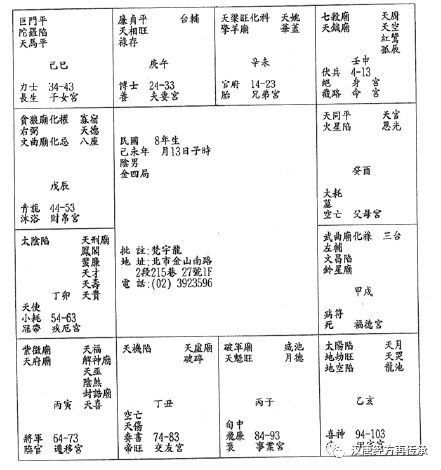 巨門平
陀羅陷
天馬平
己巳
力士 34-43
長生 子女宮
廉貞平 台輔
天相旺
祿存
庚午
博士 24-33
養 夫妻宮
天梁旺化科 天姚
擎羊廟 華蓋
辛未
官府 14-23
胎 兄弟宮
七殺廟 天廚
天鉞廟 天空
紅鸞
孤辰
壬申
伏兵 4-13
絕 身宮
截路 命宮
貪狼廟化權 寡宿
右弼 天德
文曲廟化忌 八座
戊辰
青龍 44-53
沐浴 財帛宮
民國 8年生
己未年 月13日子時
陰男
金四局
批註:梵宇龍
地址:北市金山南路
2段215巷 27號1F
電話:(02) 3923596
天同平 天官
火星陷 恩光
癸酉
大耗
墓
空亡 父母宮
太陰陷 天刑廟
鳳閣
蜚廉
天才
天壽
丁卯 天貴
天使
小耗 54-63
冠帶 疾厄宮
武曲廟化祿 三台
左輔
文昌陷
鈴星廟
甲戌
病符
死 福德宮
紫微廟 天福
天府廟 解神廟
天巫
陰煞
封誥廟
丙寅 天喜
將軍 64-73
臨官 遷移宮
天機陷 天虛廟
破碎
丁丑
空亡
天傷
奏書 74-83
帝旺 交友宮
破軍廟 咸池
天魁旺 月德
丙子
旬中
飛廉 84-93
衰 事業宮
太陽陷 天月
地劫旺 天哭
地空陷 龍池
乙亥
喜神 94-103
汉唐经方再传承